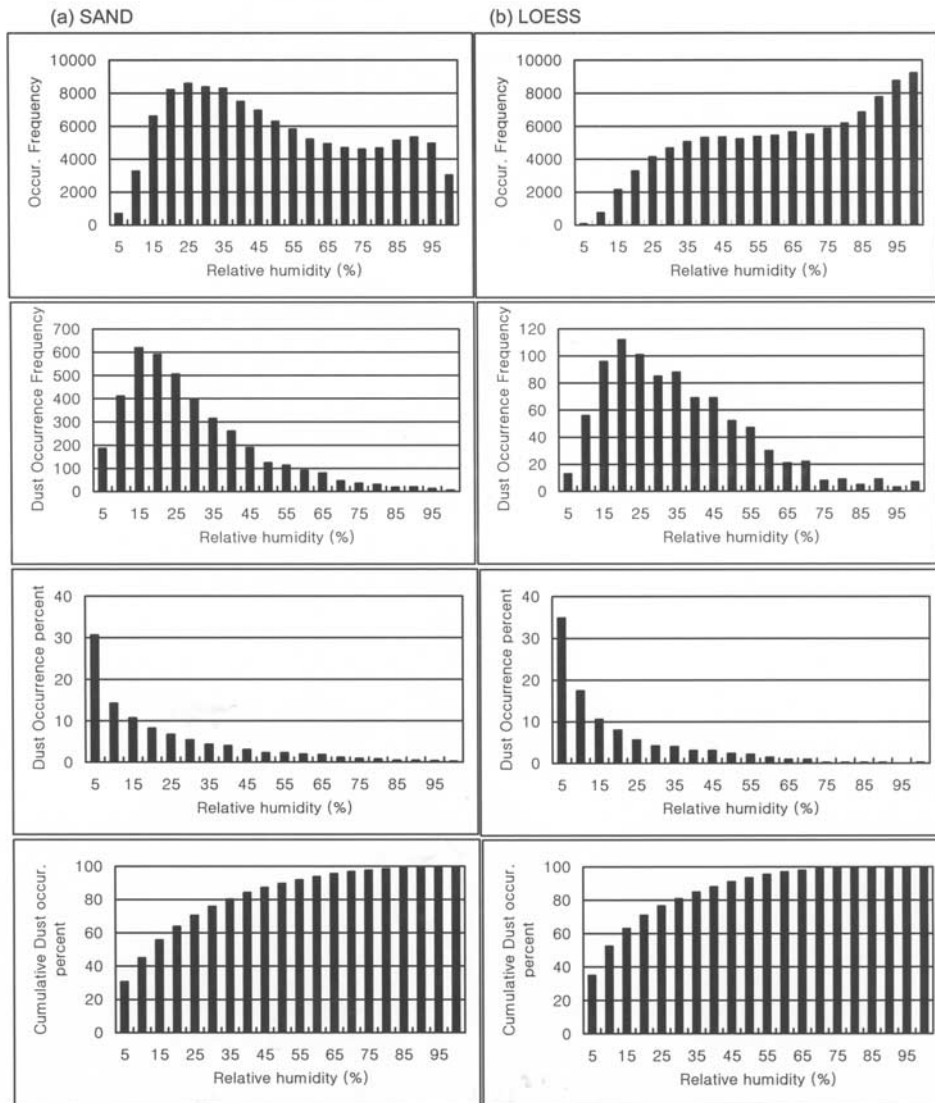 (a) SAND
(b) LOESS
Occur. Frequency
10000
8000
6000
4000
2000
0
5 15 25 35 45 55 65 75 85 95
Relative humidity (%)
Occur. Frequency
10000
8000
6000
4000
2000
0
5 15 25 35 45 55 65 75 85 95
Relative humidity (%)
Dust Occurrence Frequency
700
600
500
400
300
200
100
0
5 15 25 35 45 55 65 75 85 95
Relative humidity (%)
Dust Occurrence Frequency
120
100
80
60
40
20
0
5 15 25 35 45 55 65 75 85 95
Relative humidity (%)
Dust Occurrence percent
40
30
20
10
0
5 15 25 35 45 55 65 75 85 95
Relative humidity (%)
Dust Occurrence percent
40
30
20
10
0
5 15 25 35 45 55 65 75 85 95
Relative humidity (%)
Cumulative Dust occur.
percent
100
80
60
40
20
0
5 15 25 35 45 55 65 75 85 95
Relative humidity (%)
Cumulative Dust occur.
percent
100
80
60
40
20
0
5 15 25 35 45 55 65 75 85 95
Relative humidity (%)